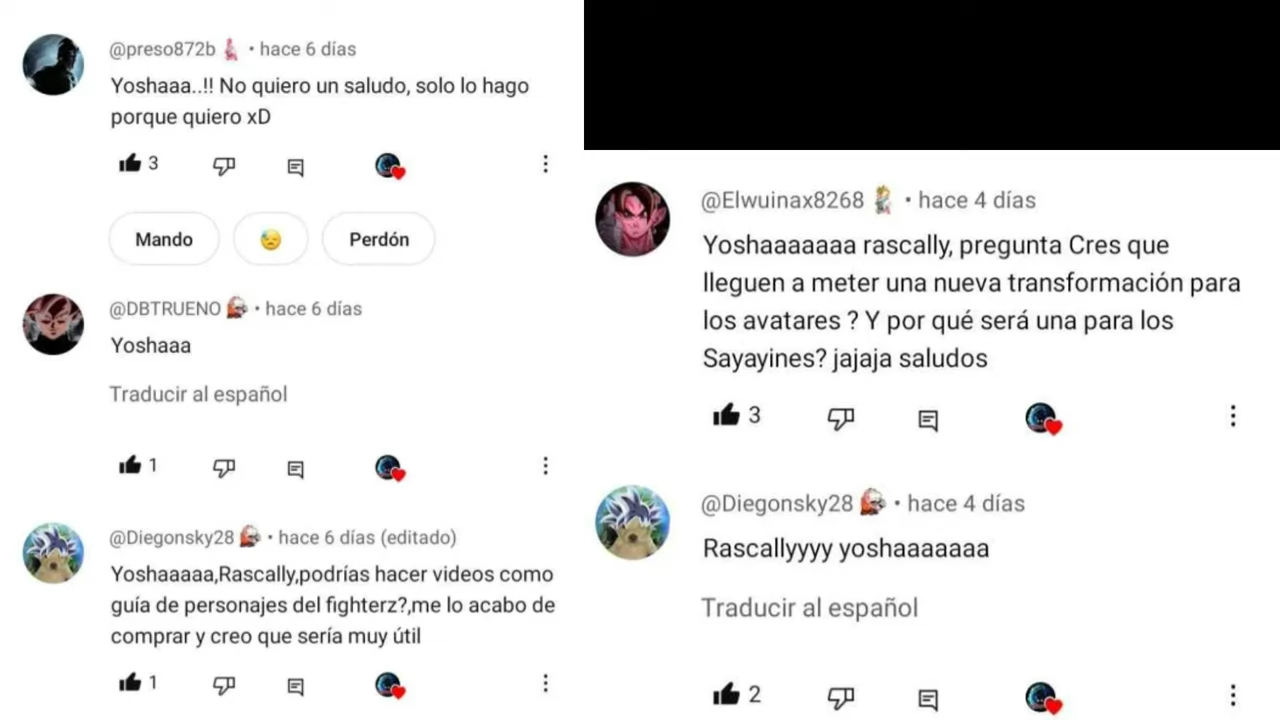 @preso872b • hace 6 días
Yoshaaa..!! No quiero un saludo, solo lo hago
porque quiero xD
3
Mando
Perdón
@DBTRUENO • hace 6 días
Yoshaaa
Traducir al español
1
@Diegonsky28 • hace 6 días (editado)
Yoshaaaaa,Rascally,podrías hacer videos como
guía de personajes del fighterz?,me lo acabo de
comprar y creo que sería muy útil
1
@Elwuinax8268 • hace 4 días
Yoshaaaaaaa rascally, pregunta Cres que
lleguen a meter una nueva transformación para
los avatares ? Y por qué será una para los
Sayayines? jajaja saludos
3
@Diegonsky28 • hace 4 días
Rascallyyyy yoshaaaaaaa
Traducir al español
2